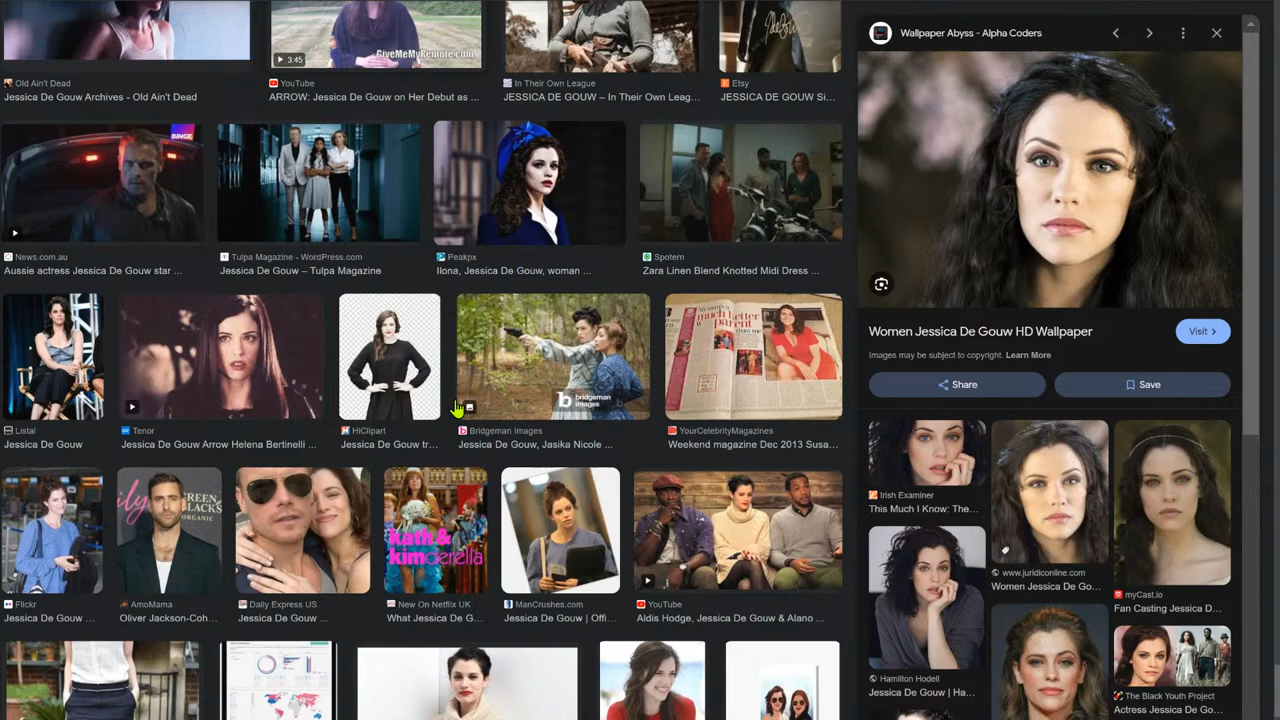 GiveMeMyRemote.com
3:45
Old Ain't Dead
Jessica De Gouw Archives - Old Ain't Dead
YouTube
ARROW: Jessica De Gouw on Her Debut as ...
In Their Own League
JESSICA DE GOUW – In Their Own Leag...
Etsy
JESSICA DE GOUW Si...
BINGE
News.com.au
Aussie actress Jessica De Gouw star ...
Tulpa Magazine - WordPress.com
Jessica De Gouw – Tulpa Magazine
Peakpx
Ilona, Jessica De Gouw, woman ...
Spotern
Zara Linen Blend Knotted Midi Dress ...
much better
parent
bridgeman
images
Listal
Jessica De Gouw
Tenor
Jessica De Gouw Arrow Helena Bertinelli ...
HiClipart
Jessica De Gouw tr...
Bridgeman Images
Jessica De Gouw, Jasika Nicole ...
YourCelebrityMagazines
Weekend magazine Dec 2013 Susa...
ORGANIC
kath &
kimderella
Flickr
Jessica De Gouw ...
AmoMama
Oliver Jackson-Coh...
Daily Express US
Jessica De Gouw ...
New On Netflix UK
What Jessica De G...
ManCrushes.com
Jessica De Gouw | Offi...
YouTube
Aldis Hodge, Jessica De Gouw & Alano ...
Wallpaper Abyss - Alpha Coders
Women Jessica De Gouw HD Wallpaper
Visit
Images may be subject to copyright. Learn More
Share
Save
Irish Examiner
This Much I Know: The...
www.juridiconline.com
Women Jessica De Go...
myCast.io
Fan Casting Jessica D...
Hamilton Hodell
Jessica De Gouw | Ha...
The Black Youth Project
Actress Jessica De Go...